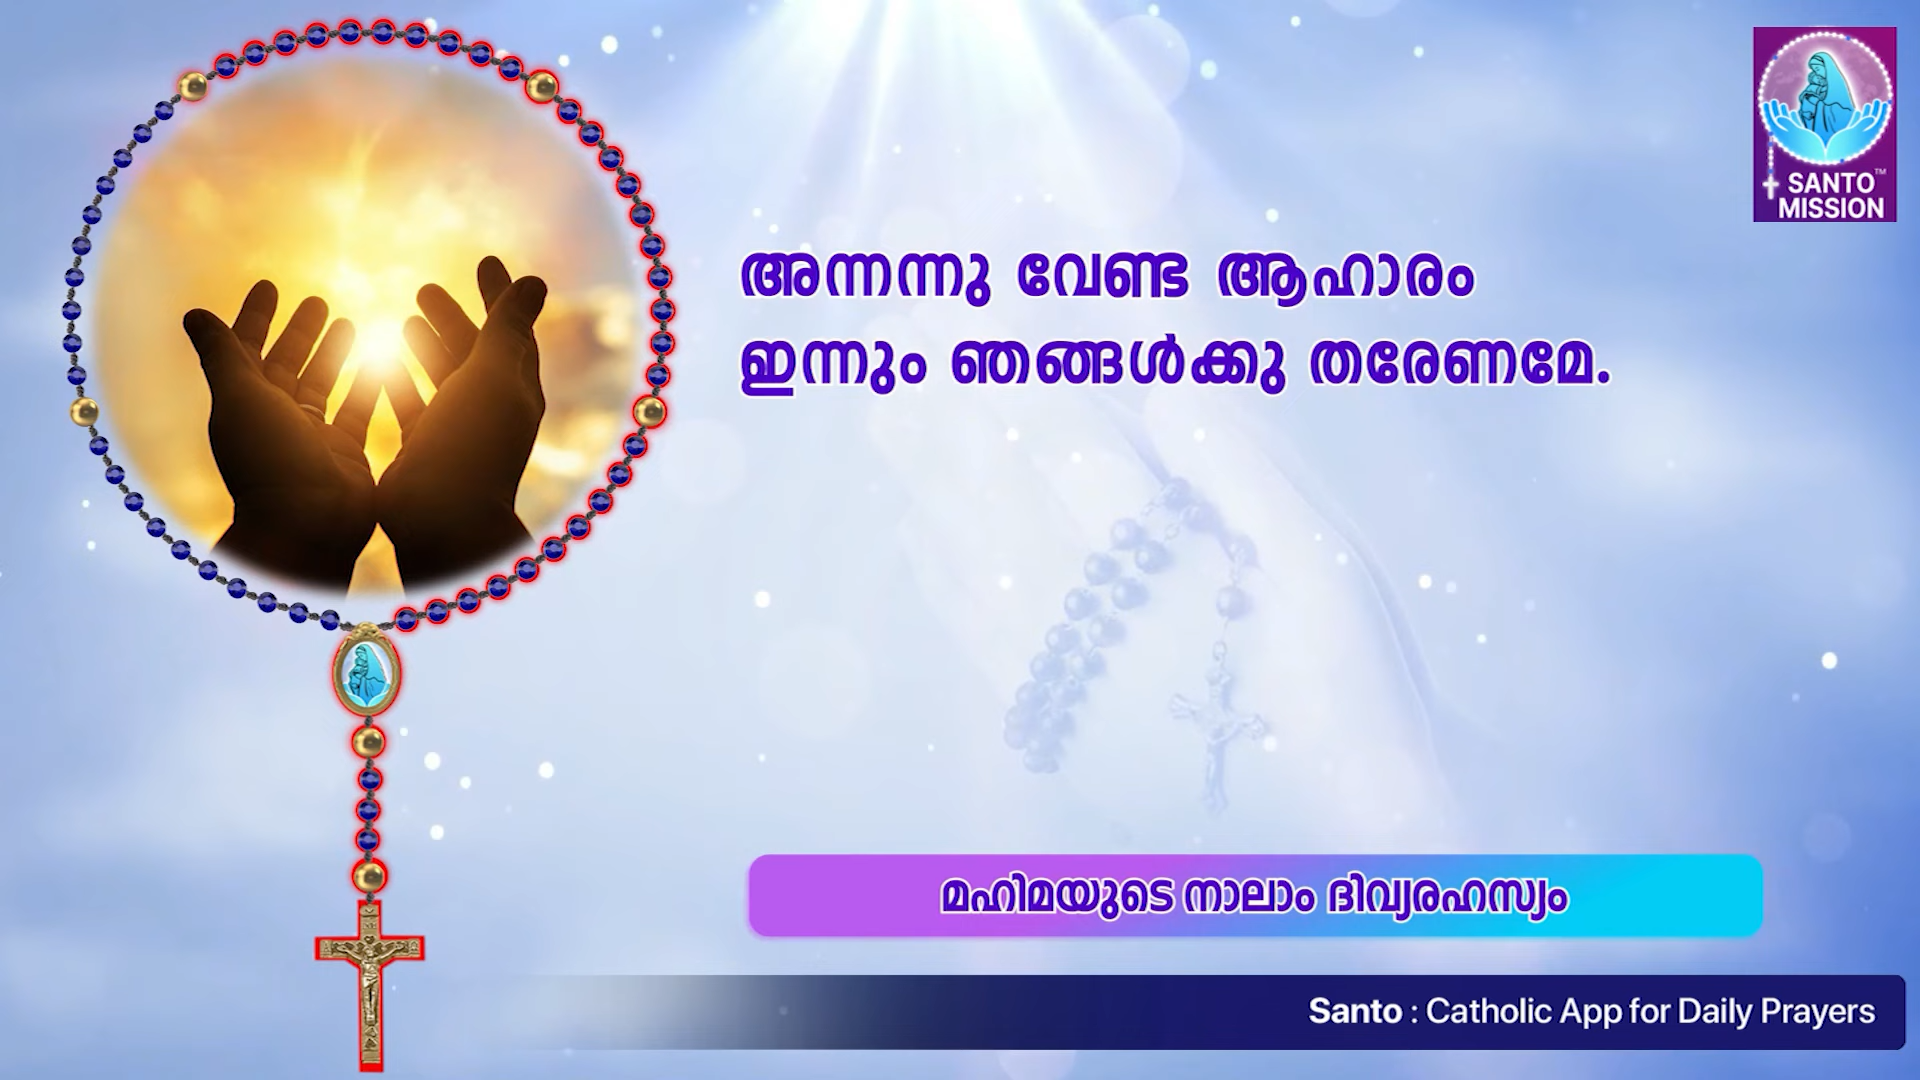 SANTO™
MISSION
അന്നന്നു വേണ്ട ആഹാരം
ഇന്നും ഞങ്ങൾക്കു തരേണമേ.
മഹിമയുടെ നാലാം ദിവ്യരഹസ്യം
Santo : Catholic App for Daily Prayers